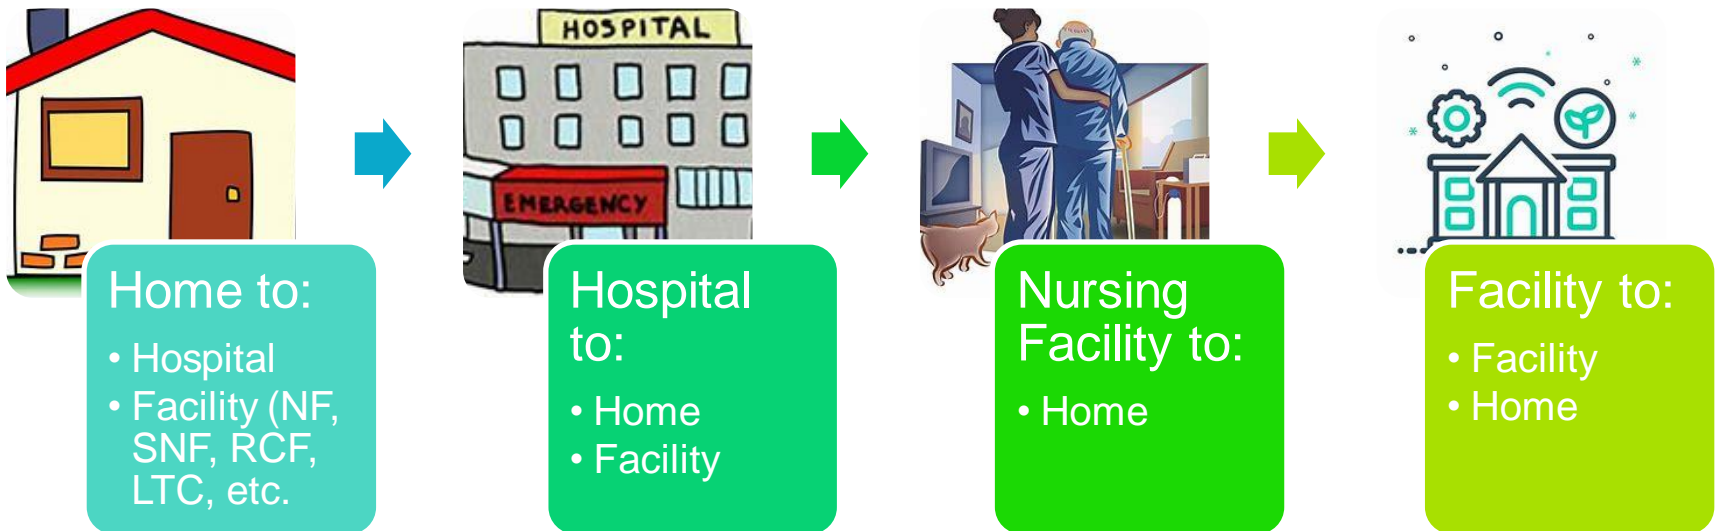 HOSPITAL
EMERGENCY
Home to:
• Hospital
• Facility (NF,
SNF, RCF,
LTC, etc.
Hospital
to:
• Home
• Facility
Nursing
Facility to:
• Home
Facility to:
• Facility
• Home